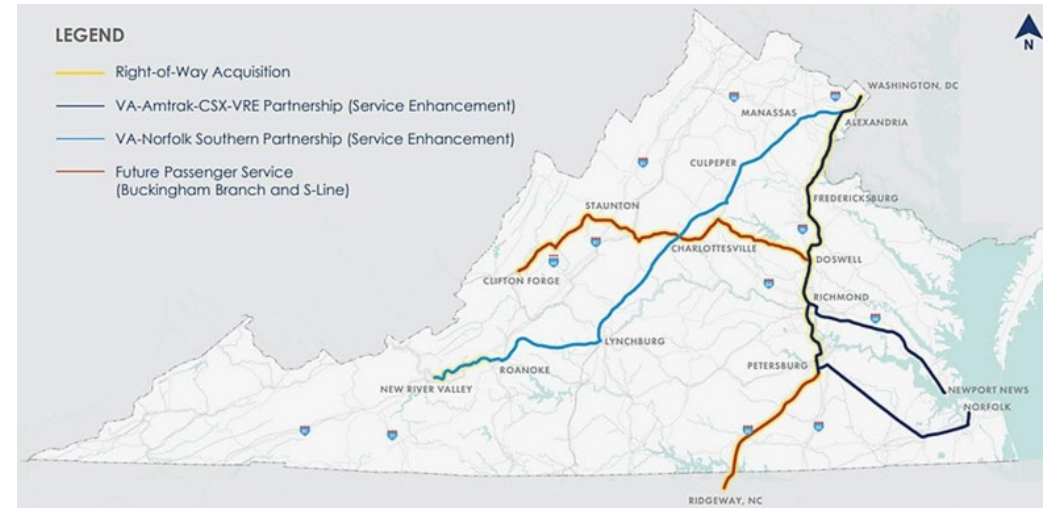 LEGEND
N
Right-of-Way Acquisition
VA-Amtrak-CSX-VRE Partnership (Service Enhancement)
VA-Norfolk Southern Partnership (Service Enhancement)
Future Passenger Service
(Buckingham Branch and S-Line)
WASHINGTON, DC
MANASSAS
ALEXANDRIA
CULPEPER
FREDERICKSBURG
STAUNTON
CHARLOTTESVILLE
DOSWELL
CLIFTON FORGE
RICHMOND
LYNCHBURG
PETERSBURG
ROANOKE
NEW RIVER VALLEY
NEWPORT NEWS
NORFOLK
RIDGEWAY, NC